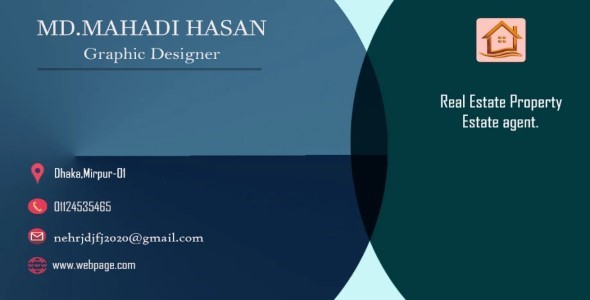 MD.MAHADI HASAN
Graphic Designer
Real Estate Property
Estate agent.
Dhaka,Mirpur-01
01124535465
nehrjdjfj2020@gmail.com
www.webpage.com